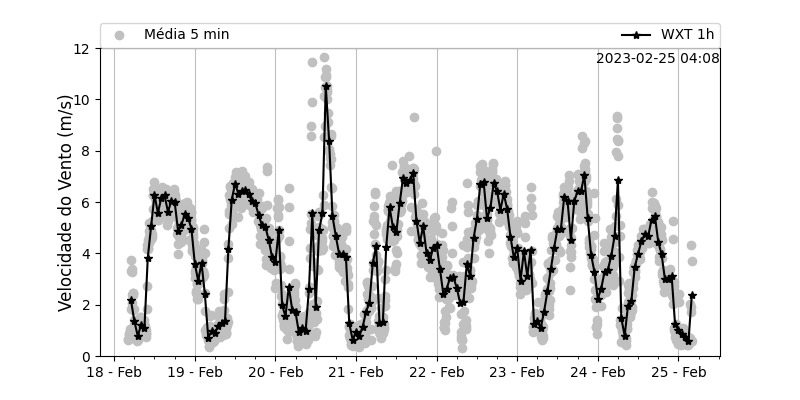 Média 5 min
WXT 1h
2023-02-25 04:08
Velocidade do Vento (m/s)
12
10
8
6
4
2
0
18 - Feb
19 - Feb
20 - Feb
21 - Feb
22 - Feb
23 - Feb
24 - Feb
25 - Feb